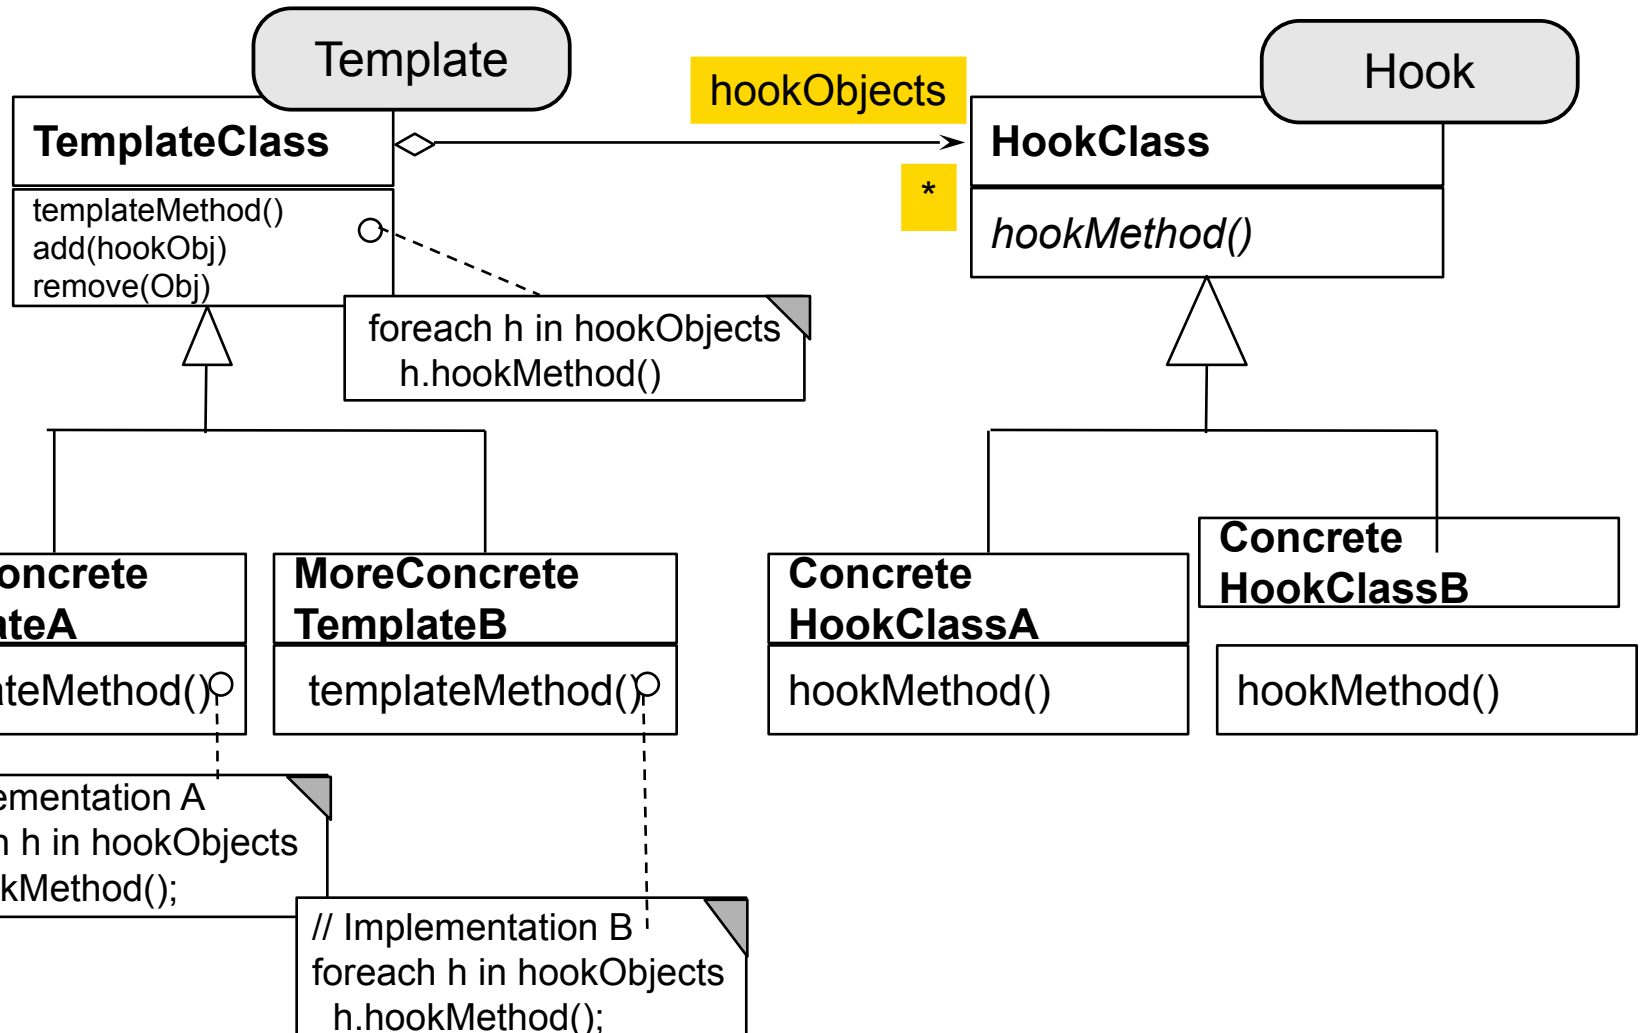 Template
Hook
hookObjects
TemplateClass
HookClass
*
templateMethod()
add(hookObj)
remove(Obj)
hookMethod()
foreach h in hookObjects
h.hookMethod()
oncrete
ateA
MoreConcrete
TemplateB
Concrete
HookClassA
Concrete
HookClassB
ateMethod()
templateMethod()
hookMethod()
hookMethod()
ementation A
h in hookObjects
kMethod();
// Implementation B
foreach h in hookObjects
h.hookMethod();